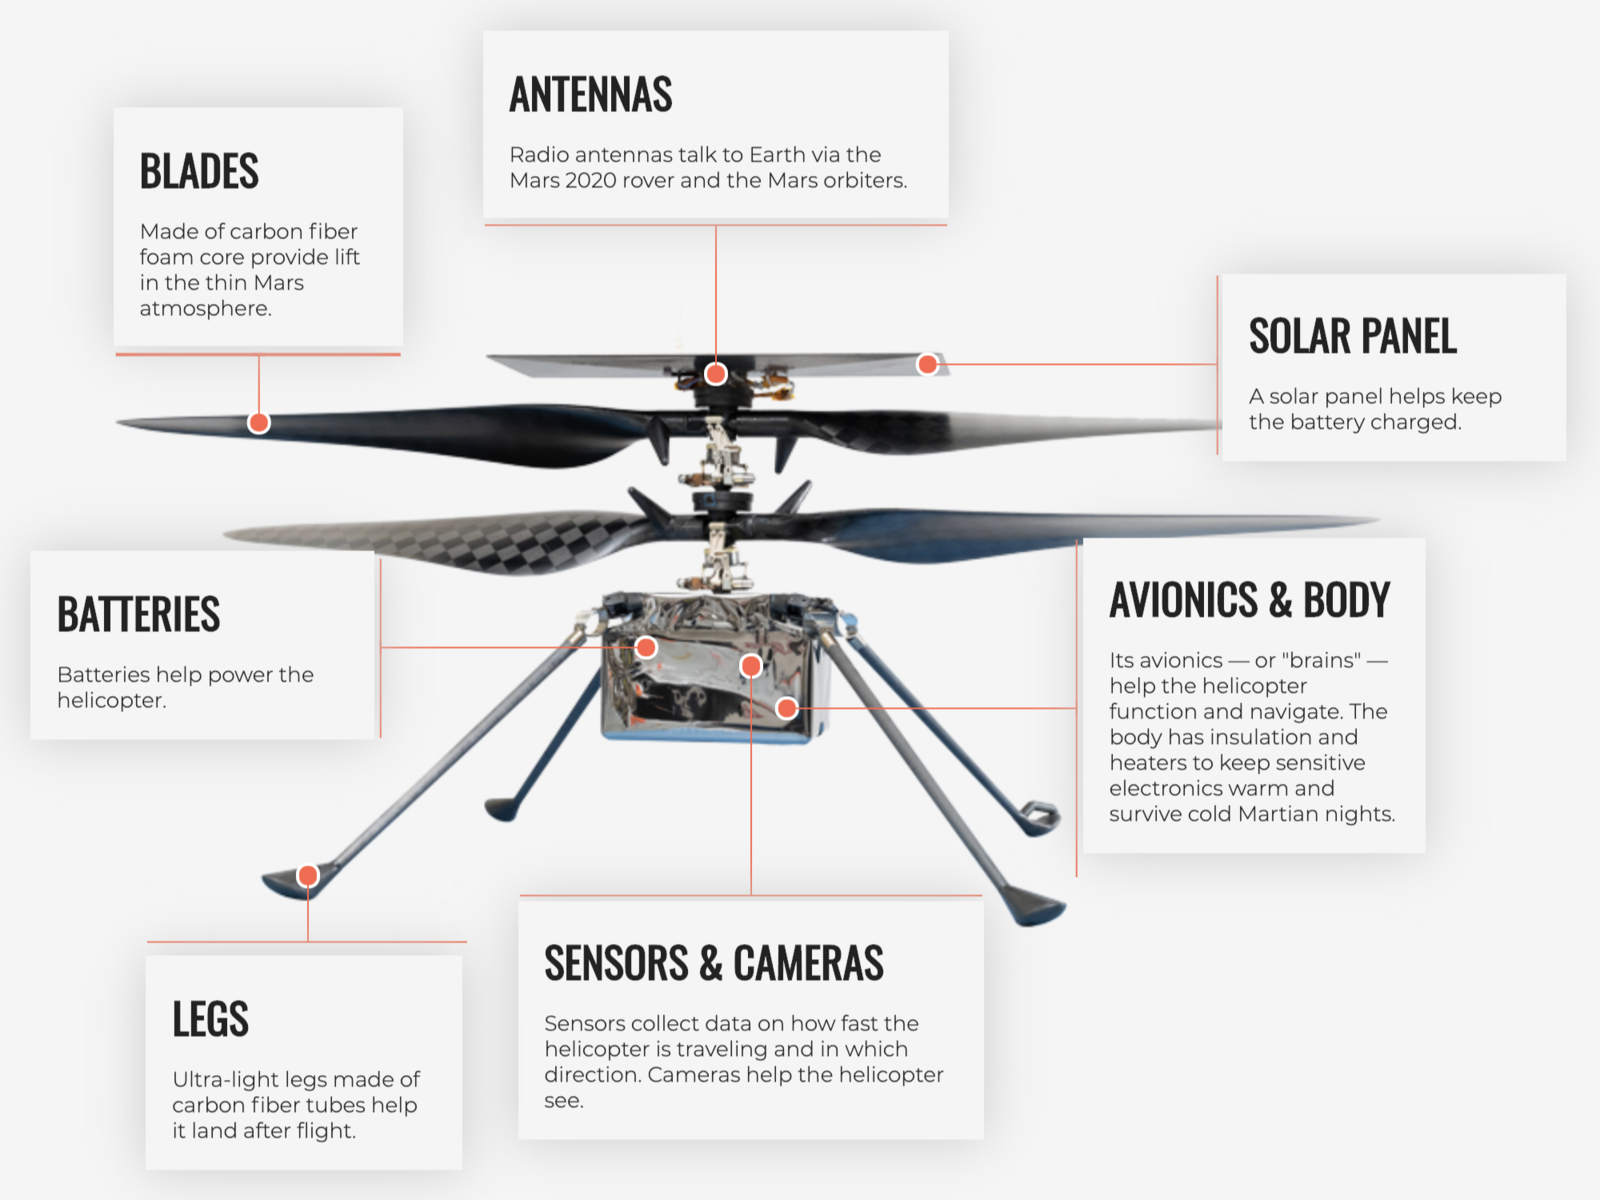 ANTENNAS
Radio antennas talk to Earth via the
Mars 2020 rover and the Mars orbiters.
BLADES
Made of carbon fiber
foam core provide lift
in the thin Mars
atmosphere.
SOLAR PANEL
A solar panel helps keep
the battery charged.
BATTERIES
Batteries help power the
helicopter.
AVIONICS & BODY
Its avionics — or "brains" —
help the helicopter
function and navigate. The
body has insulation and
heaters to keep sensitive
electronics warm and
survive cold Martian nights.
LEGS
Ultra-light legs made of
carbon fiber tubes help
it land after flight.
SENSORS & CAMERAS
Sensors collect data on how fast the
helicopter is traveling and in which
direction. Cameras help the helicopter
see.